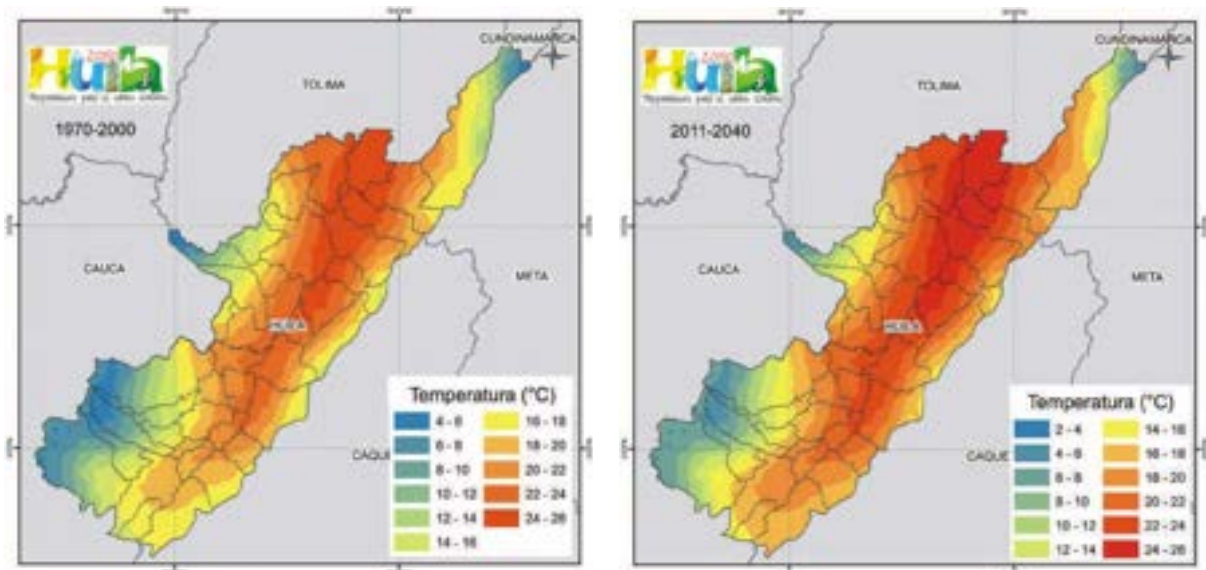 CUNDINAMARCA
Huila
TOLIMA
1970-2000
CAUCA
META
HUILA
Temperatura (°C)
4 - 6
6 - 8
8 - 10
10 - 12
12 - 14
14 - 16
16 - 18
18 - 20
20 - 22
22 - 24
24 - 26
CAQUE
CUNDINAMARCA
Huila
TOLIMA
2011-2040
CAUCA
META
HUILA
Temperatura (°C)
2 - 4
4 - 6
6 - 8
8 - 10
10 - 12
12 - 14
14 - 16
16 - 18
18 - 20
20 - 22
22 - 24
24 - 26
CAQUE